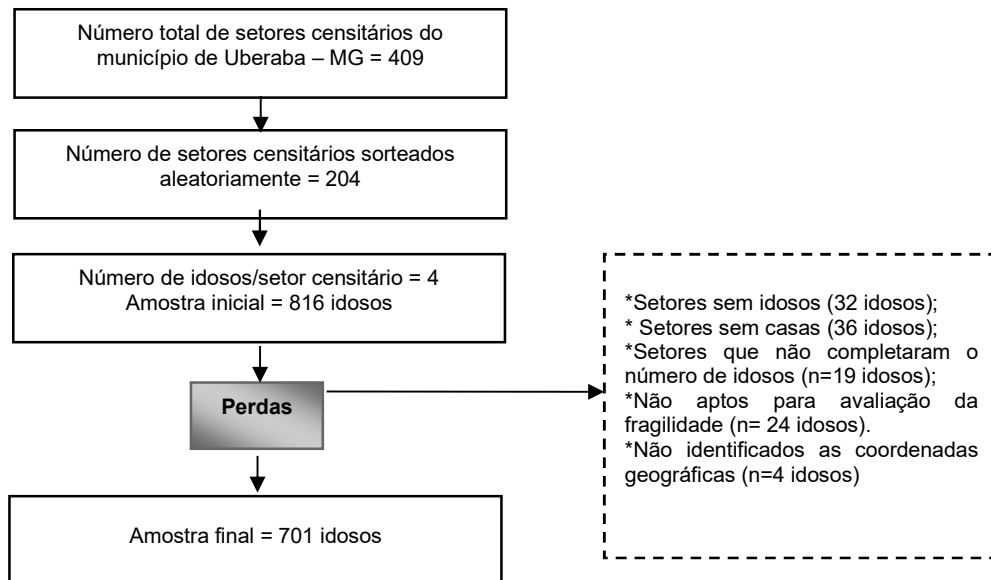 Número total de setores censitários do
município de Uberaba – MG = 409
Número de setores censitários sorteados
aleatoriamente = 204
Número de idosos/setor censitário = 4
Amostra inicial = 816 idosos
Perdas
*Setores sem idosos (32 idosos);
* Setores sem casas (36 idosos);
*Setores que não completaram o
número de idosos (n=19 idosos);
*Não aptos para avaliação da
fragilidade (n= 24 idosos).
*Não identificados as coordenadas
geográficas (n=4 idosos)
Amostra final = 701 idosos